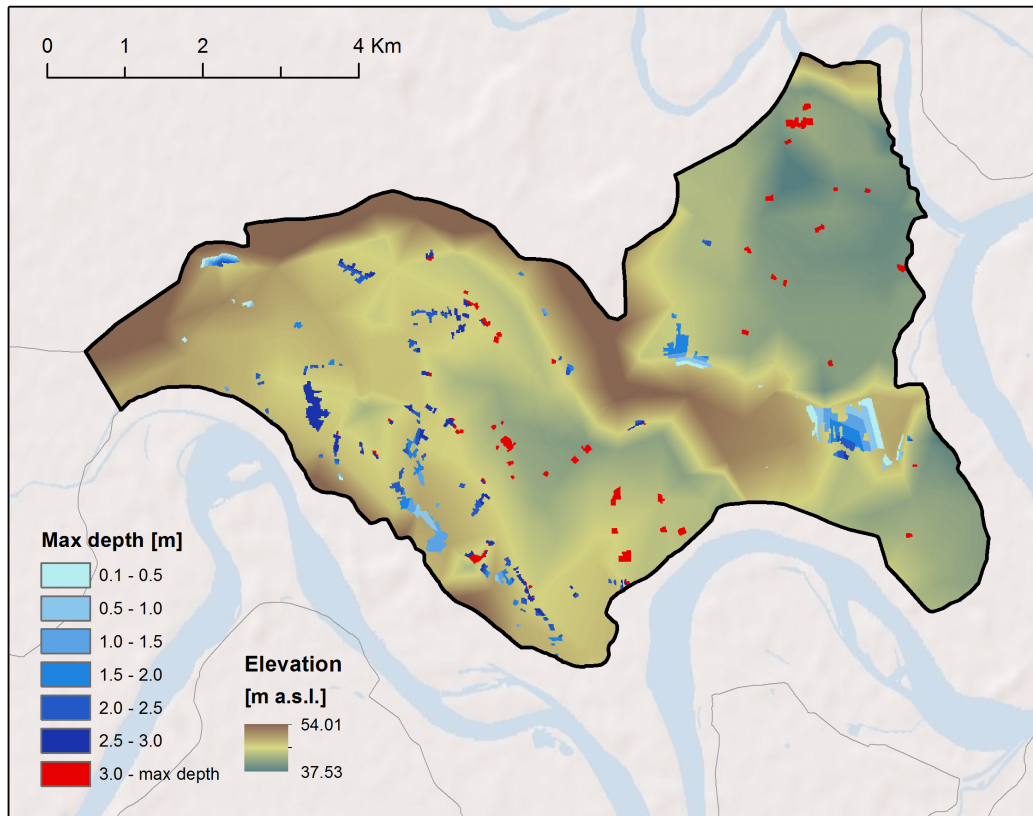 0 1 2 4 Km
Max depth [m]
0.1 - 0.5
0.5 - 1.0
1.0 - 1.5
1.5 - 2.0
2.0 - 2.5
2.5 - 3.0
3.0 - max depth
Elevation
[m a.s.l.]
54.01
37.53